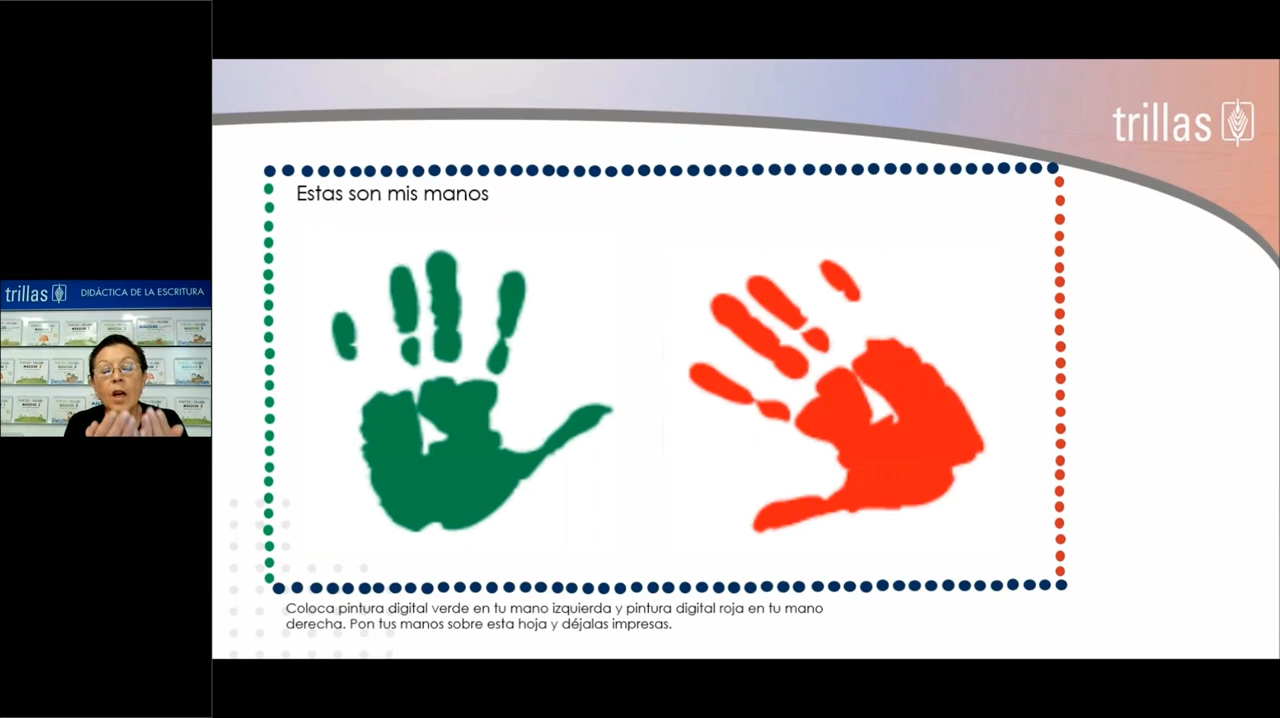 trillas
Estas son mis manos
trillas DIDÁCTICA DE LA ESCRITURA
Coloca pintura digital verde en tu mano izquierda y pintura digital roja en tu mano
derecha. Pon tus manos sobre esta hoja y déjalas impresas.